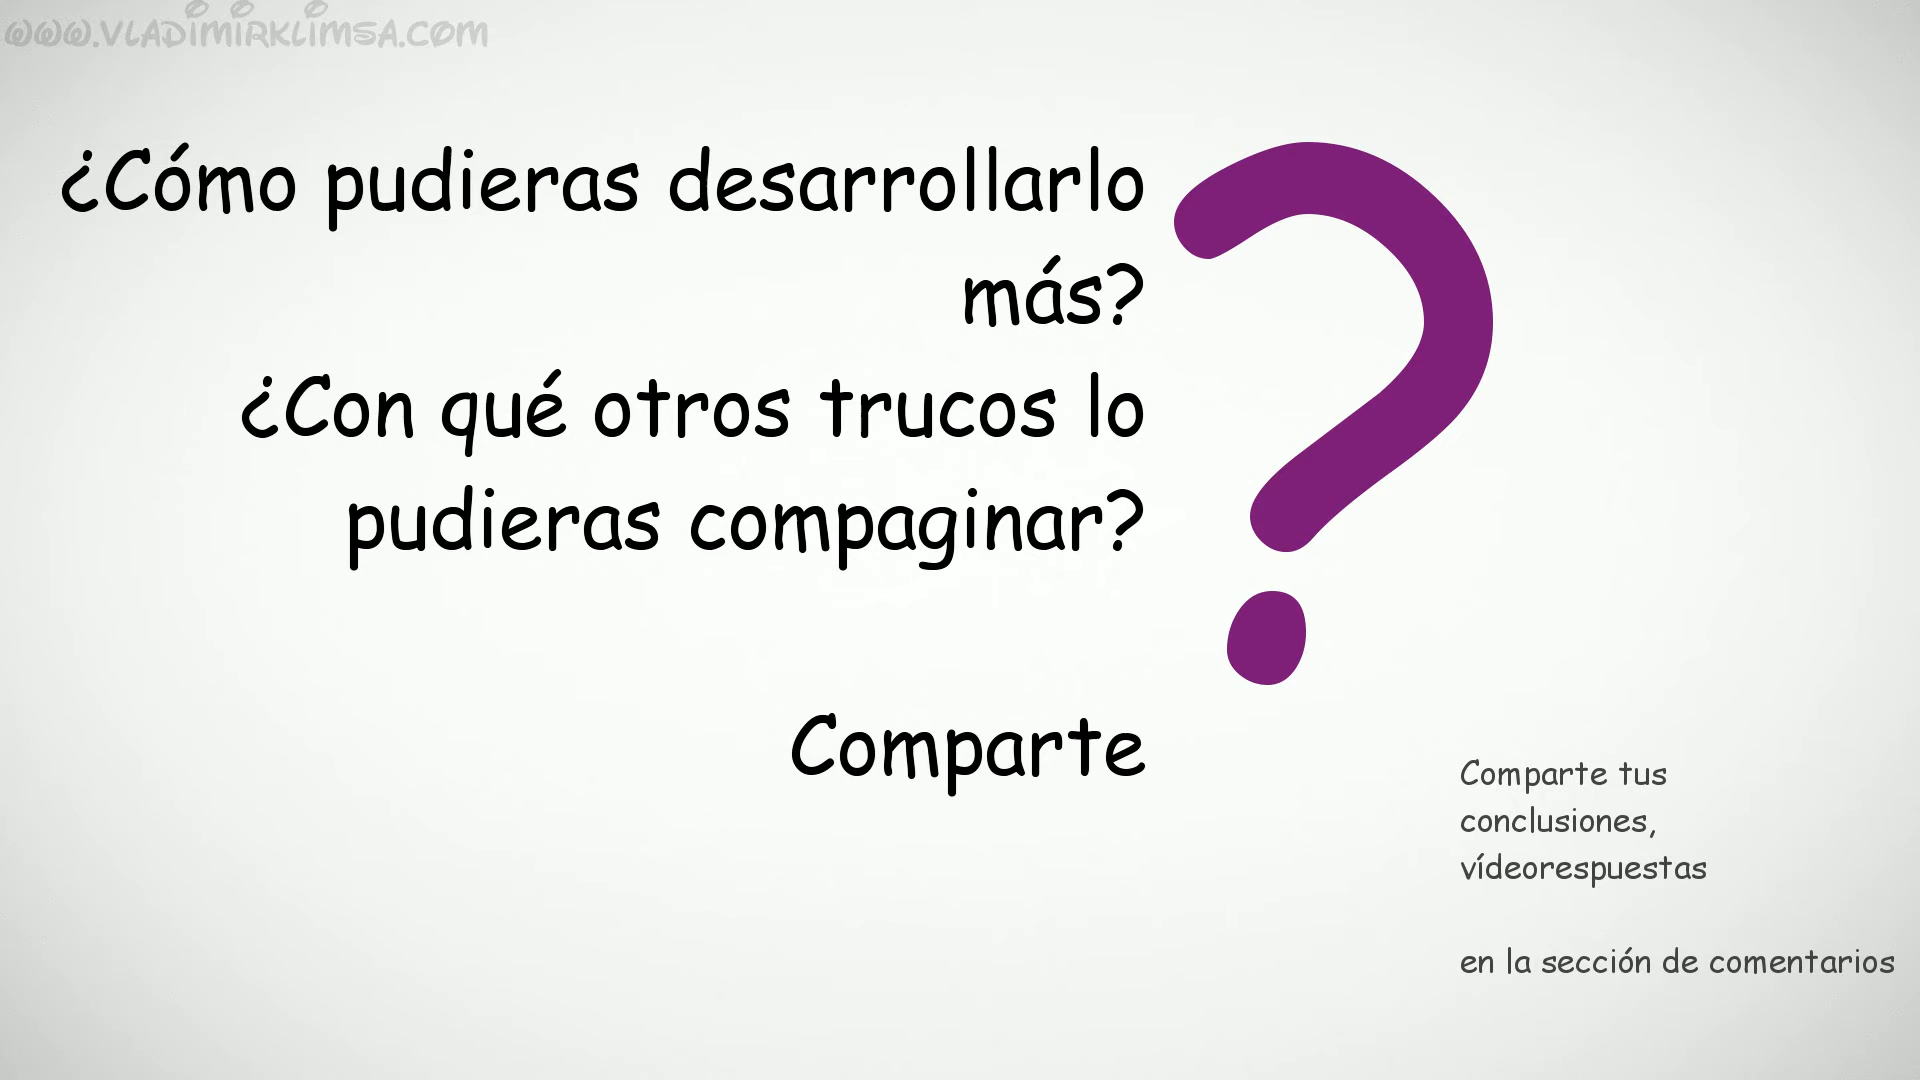 www.vladimirklimsa.com
¿Cómo pudieras desarrollarlo
más?
¿Con qué otros trucos lo
pudieras compaginar?
Comparte
?
Comparte tus
conclusiones,
vídeorespuestas
en la sección de comentarios